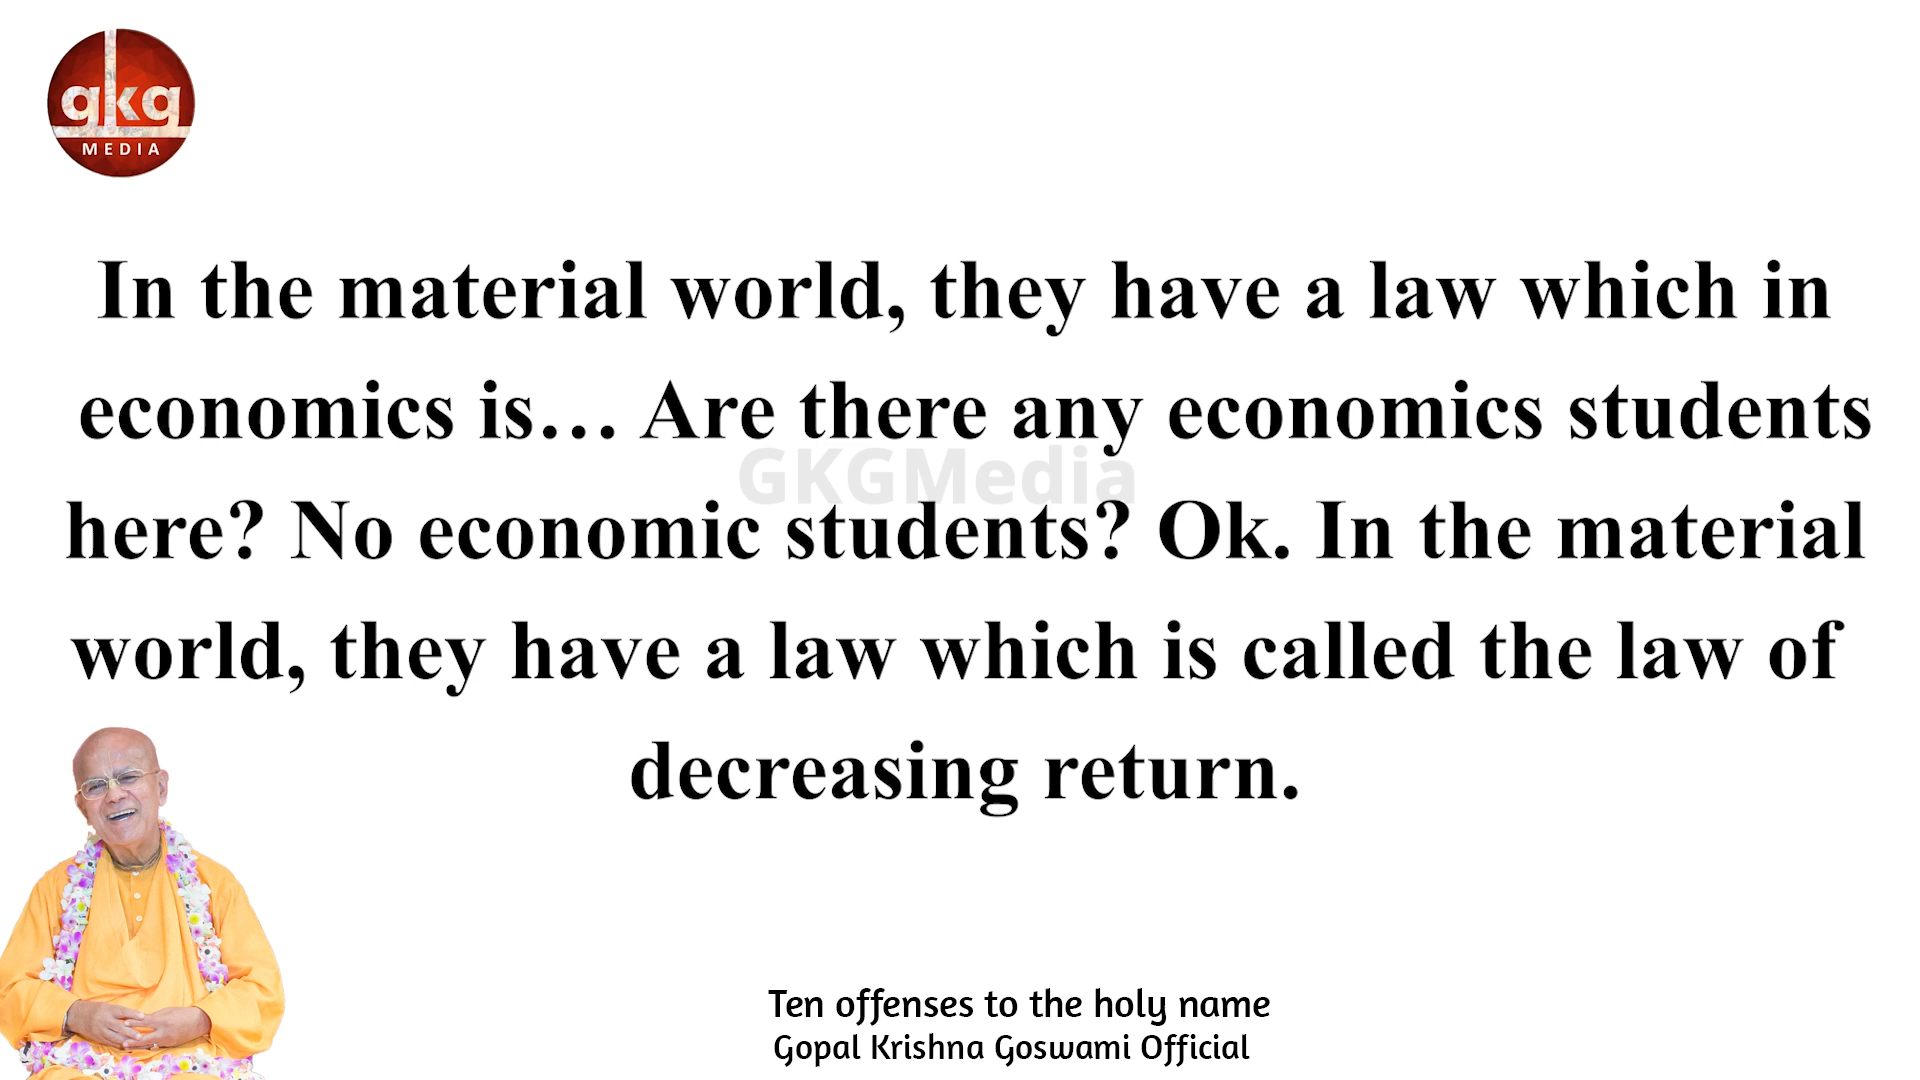 gkg
MEDIA
In the material world, they have a law which in
economics is… Are there any economics students
GKGMedia
here? No economic students? Ok. In the material
world, they have a law which is called the law of
decreasing return.
Ten offenses to the holy name
Gopal Krishna Goswami Official